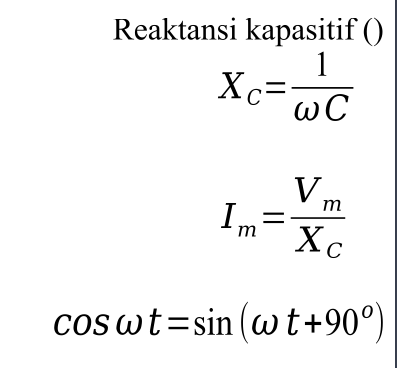 Reaktansi kapasitif ()
X_C = 1/(ωC)
I_m = V_m/X_C
cos ωt = sin(ωt+90°)